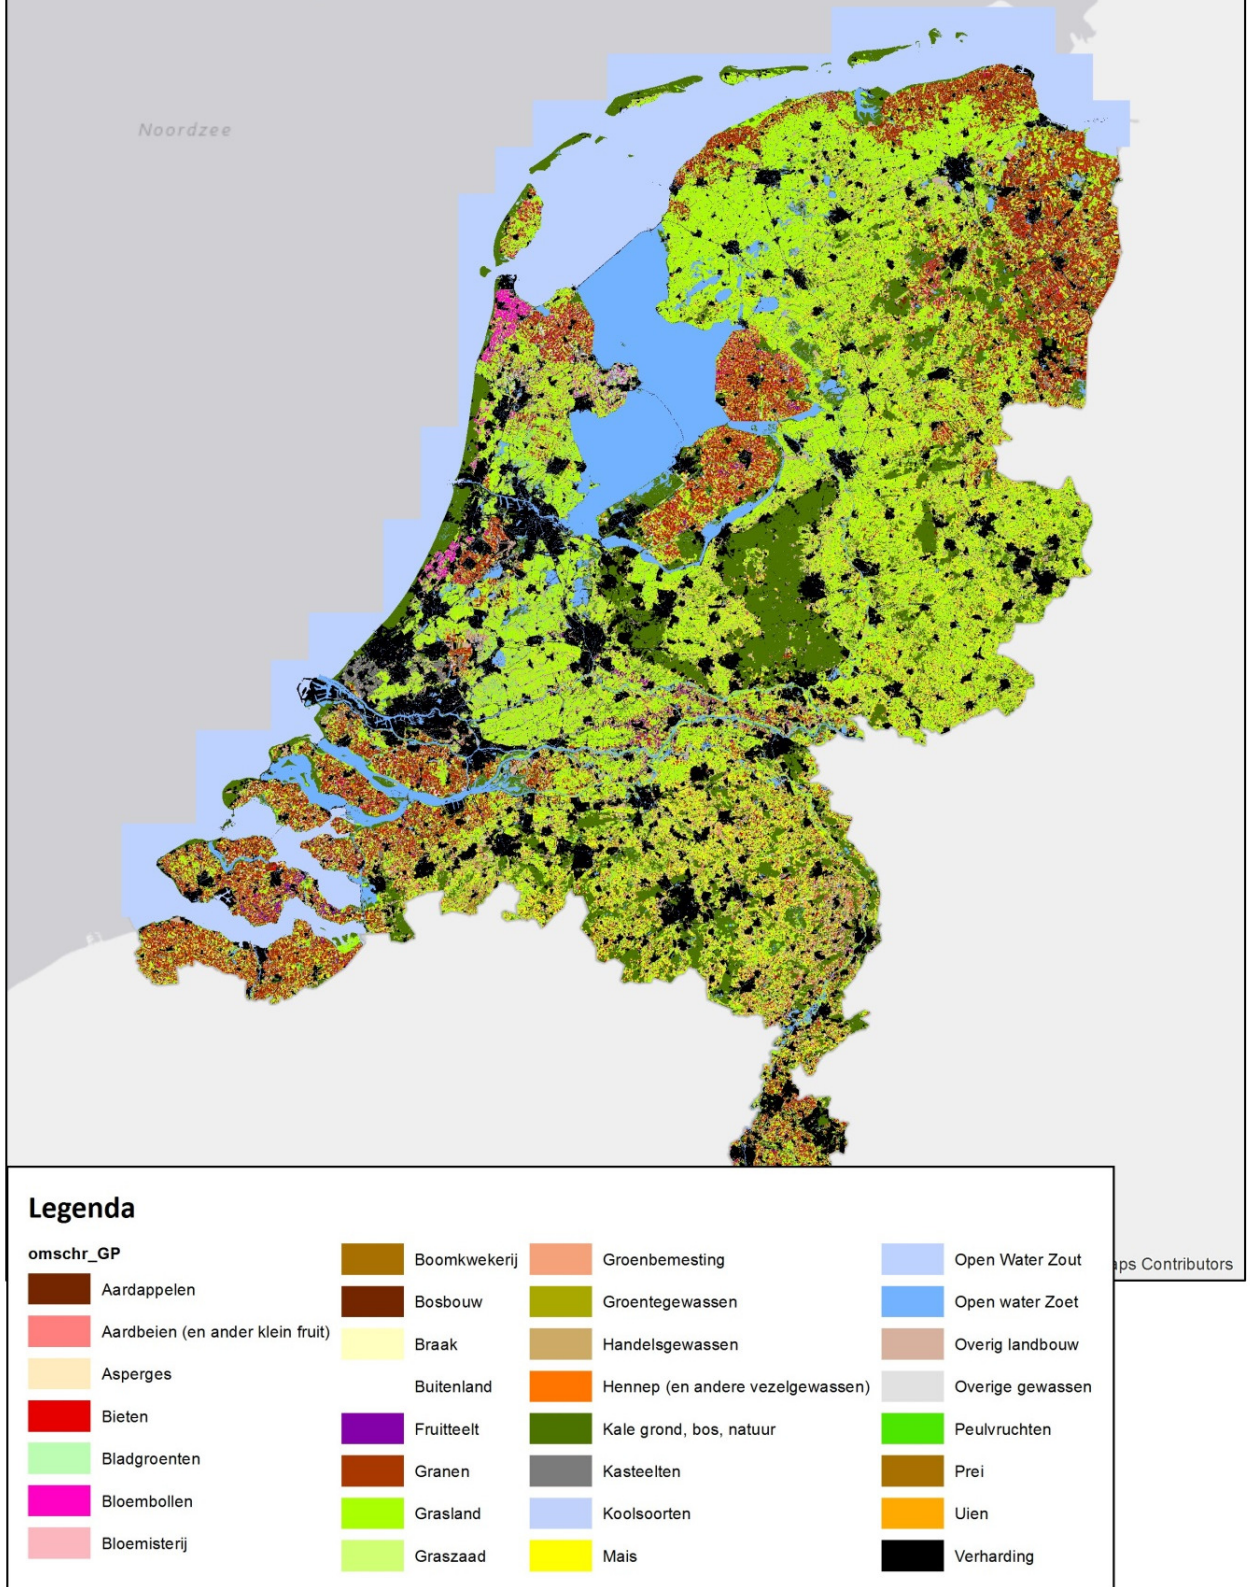 Noordzee
aps Contributors
Legenda
omschr_GP
Aardappelen
Aardbeien (en ander klein fruit)
Asperges
Bieten
Bladgroenten
Bloembollen
Bloemisterij
Boomkwekerij
Bosbouw
Braak
Buitenland
Fruitteelt
Granen
Grasland
Graszaad
Groenbemesting
Groentegewassen
Handelsgewassen
Hennep (en andere vezelgewassen)
Kale grond, bos, natuur
Kasteelten
Koolsoorten
Mais
Open Water Zout
Open water Zoet
Overig landbouw
Overige gewassen
Peulvruchten
Prei
Uien
Verharding